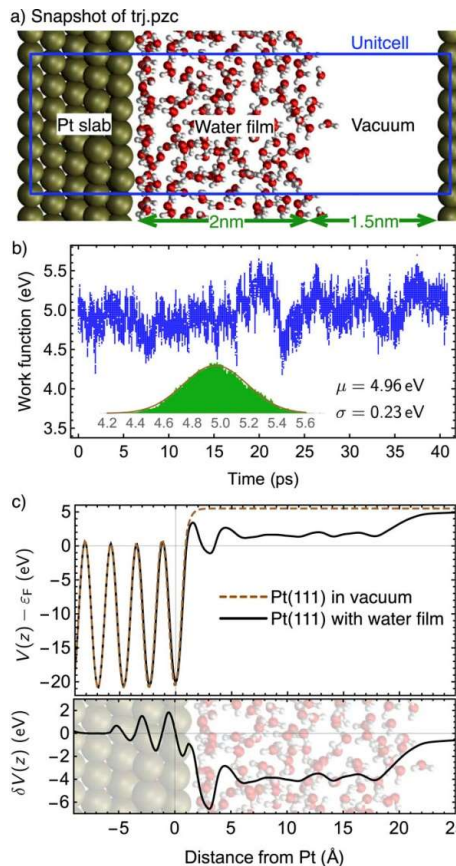 a) Snapshot of trj.pzc
Unitcell
Pt slab
Water film
Vacuum
2nm
1.5nm
b)
Work function (eV)
5.5
5.0
4.5
4.0
3.5
μ = 4.96 eV
σ = 0.23 eV
4.2 4.4 4.6 4.8 5.0 5.2 5.4 5.6
0 5 10 15 20 25 30 35 40
Time (ps)
c)
V(z) − εF (eV)
5
0
−5
−10
−15
−20
Pt(111) in vacuum
Pt(111) with water film
δV(z) (eV)
2
0
−2
−4
−6
−5 0 5 10 15 20 25
Distance from Pt (Å)